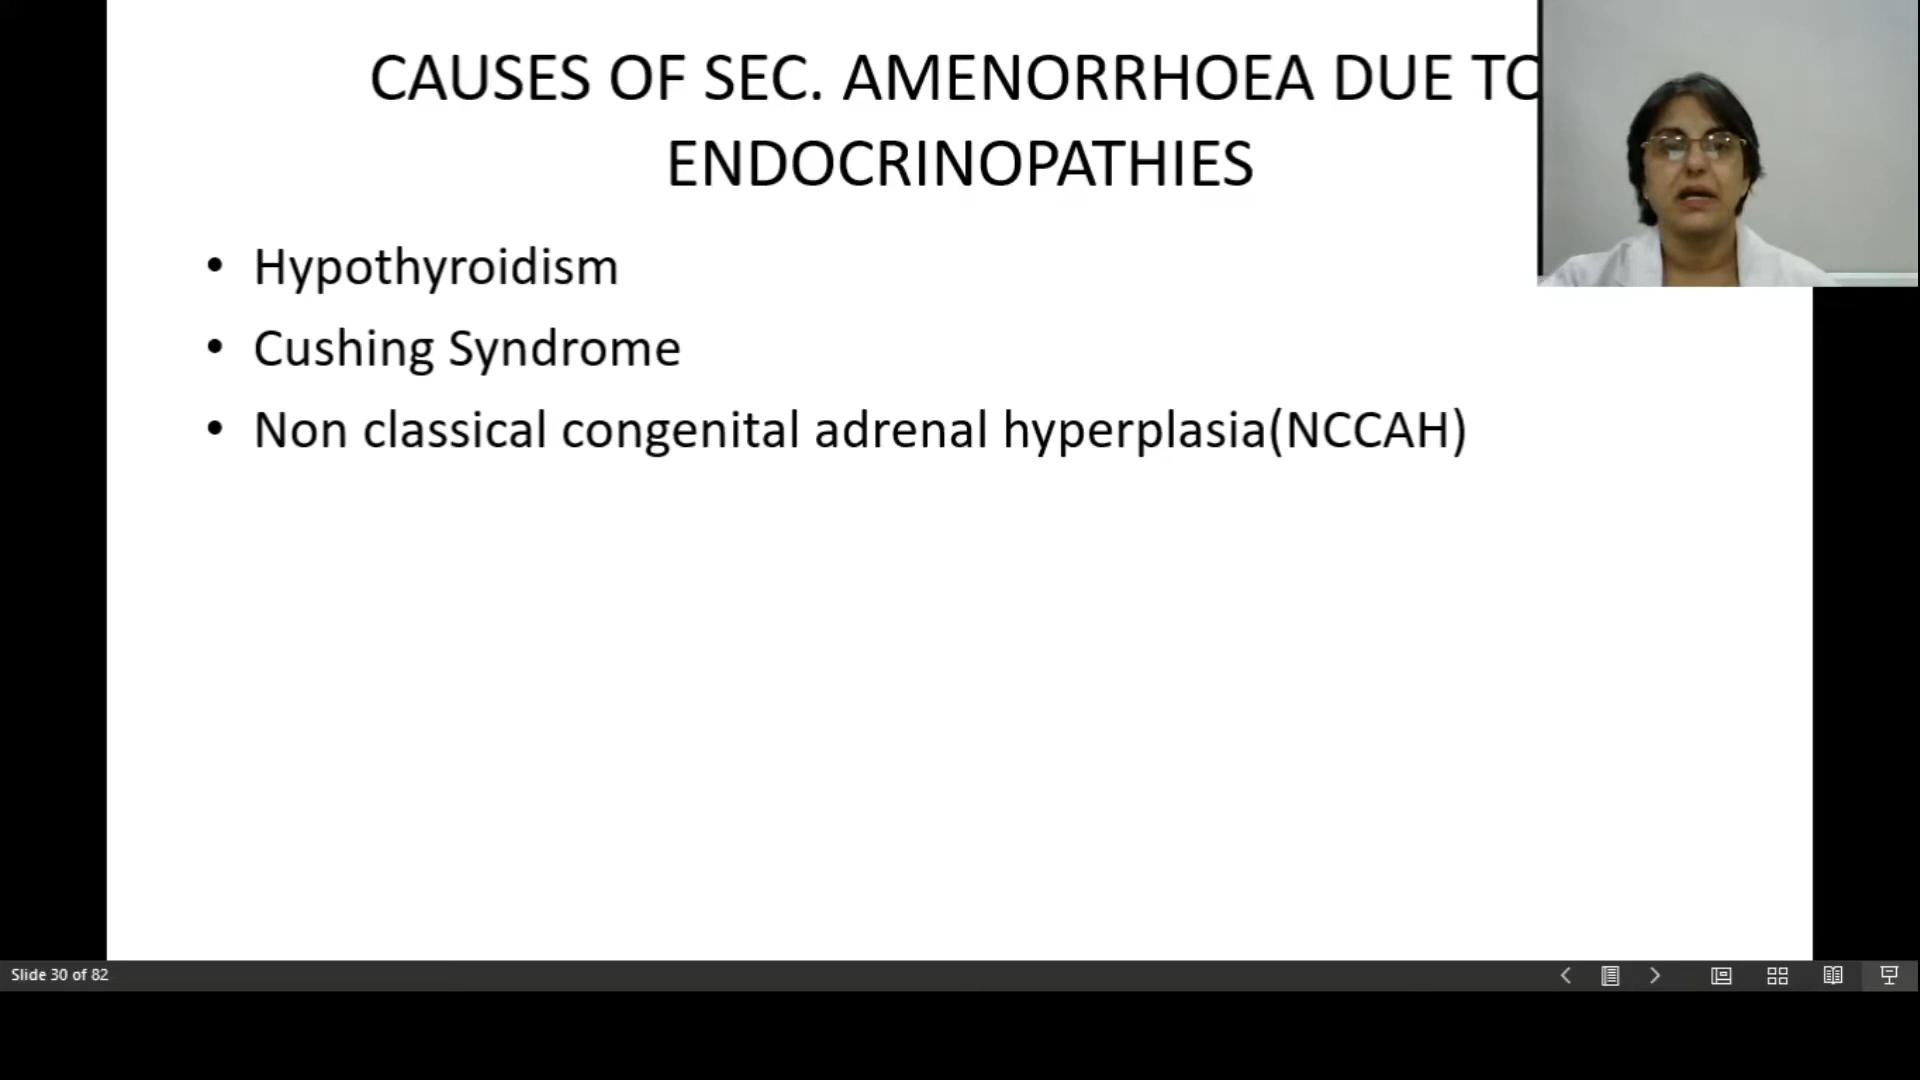 CAUSES OF SEC. AMENORRHOEA DUE TO
ENDOCRINOPATHIES
• Hypothyroidism
• Cushing Syndrome
• Non classical congenital adrenal hyperplasia(NCCAH)
Slide 30 of 82